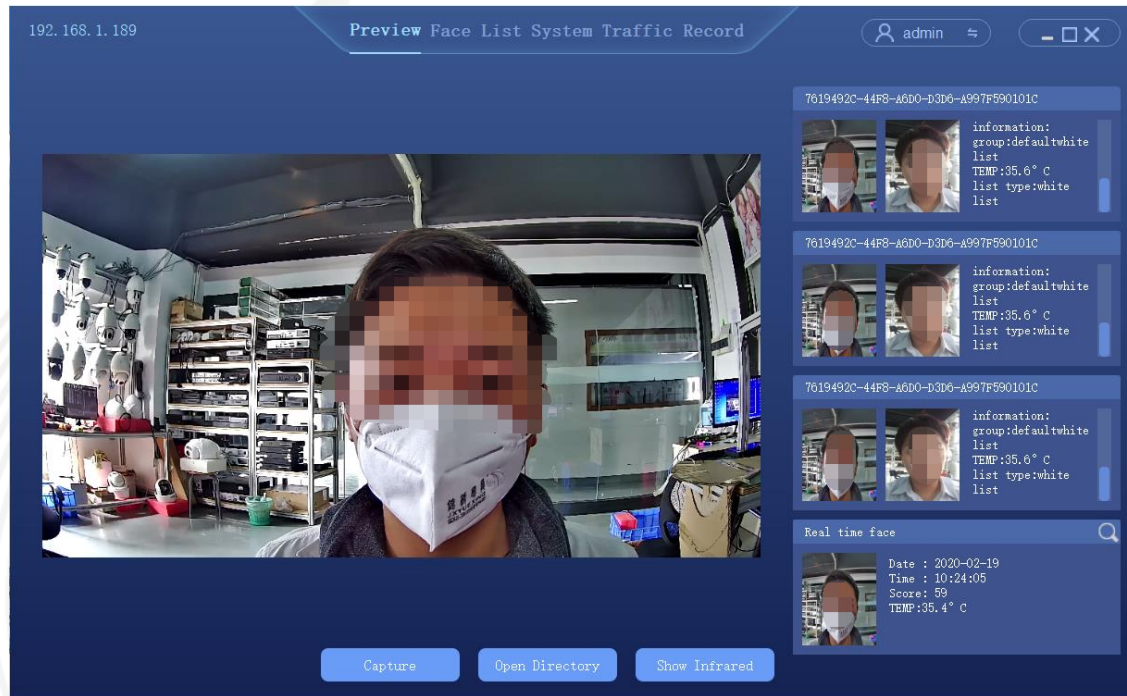 192.168.1.189
Preview Face List System Traffic Record
admin
7619492C-44F8-A6D0-D3D6-A997F590101C
information:
group:defaultwhite
list
TEMP:35.6° C
list type:white
list
7619492C-44F8-A6D0-D3D6-A997F590101C
information:
group:defaultwhite
list
TEMP:35.6° C
list type:white
list
7619492C-44F8-A6D0-D3D6-A997F590101C
information:
group:defaultwhite
list
TEMP:35.6° C
list type:white
list
Real time face
Date : 2020-02-19
Time : 10:24:05
Score: 59
TEMP:35.4° C
Capture
Open Directory
Show Infrared